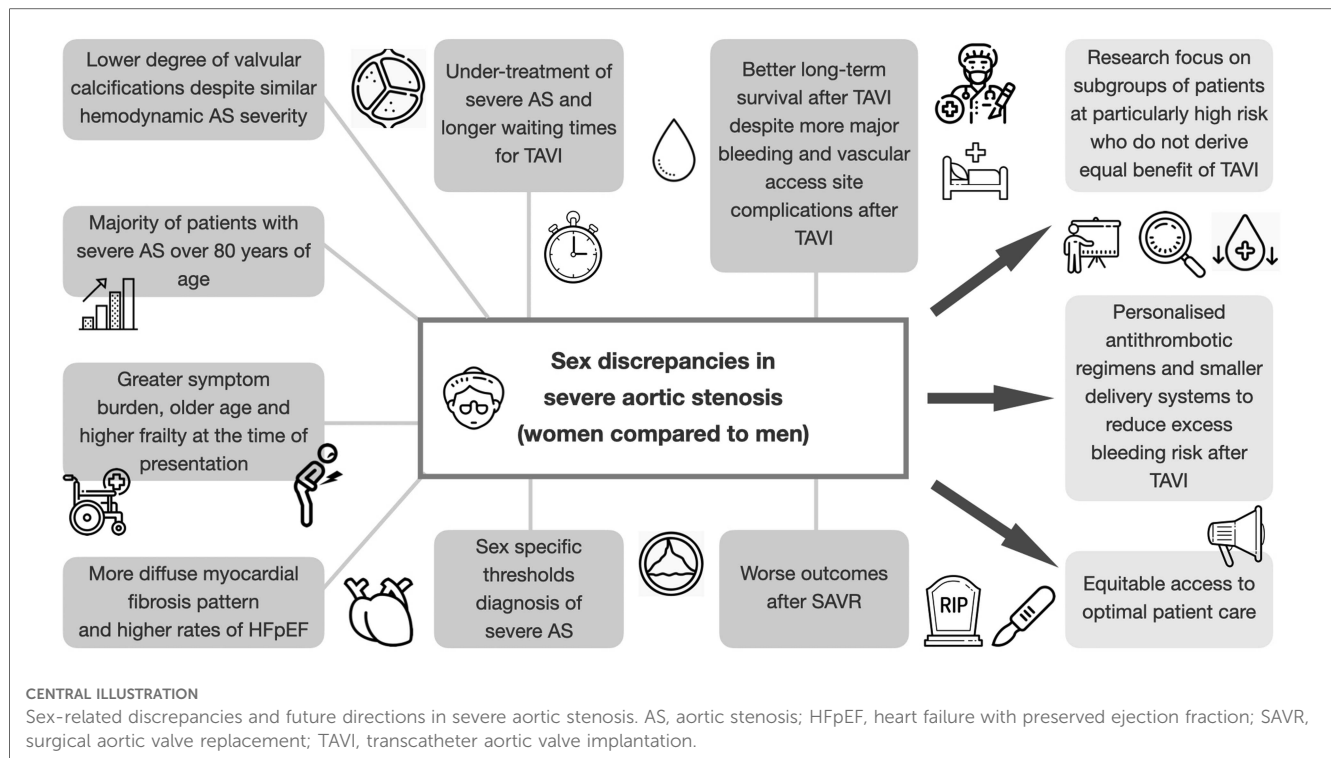 Lower degree of valvular
calcifications despite similar
hemodynamic AS severity
Under-treatment of
severe AS and
longer waiting times
for TAVI
Better long-term
survival after TAVI
despite more major
bleeding and vascular
access site
complications after
TAVI
Research focus on
subgroups of patients
at particularly high risk
who do not derive
equal benefit of TAVI
Majority of patients with
severe AS over 80 years of
age
Personalised
antithrombotic
regimens and smaller
delivery systems to
reduce excess
bleeding risk after
TAVI
Sex discrepancies in
severe aortic stenosis
(women compared to men)
Greater symptom
burden, older age and
higher frailty at the time of
presentation
More diffuse myocardial
fibrosis pattern
and higher rates of HFpEF
Sex specific
thresholds
diagnosis of
severe AS
Worse outcomes
after SAVR
RIP
Equitable access to
optimal patient care
CENTRAL ILLUSTRATION
Sex-related discrepancies and future directions in severe aortic stenosis. AS, aortic stenosis; HFpEF, heart failure with preserved ejection fraction; SAVR,
surgical aortic valve replacement; TAVI, transcatheter aortic valve implantation.